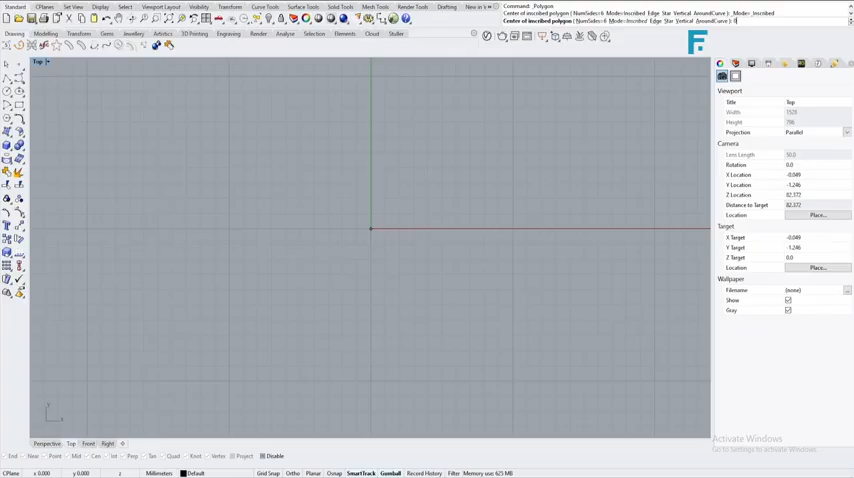 Command: _Polygon
Center of inscribed polygon ( NumSides=6 Mode=Inscribed Edge Star Vertical AroundCurve ): _Mode=_Inscribed
Center of inscribed polygon ( NumSides=6 Mode=Inscribed Edge Star Vertical AroundCurve ): 0
Standard CPlanes Set View Display Select Viewport Layout Visibility Transform Curve Tools Surface Tools Solid Tools Mesh Tools Render Tools Drafting New in V
Drawing Modelling Transform Gems Jewellery Artistics 3D Printing Engraving Render Analyse Selection Elements Cloud Stuller
Top
Viewport
Title Top
Width 1528
Height 796
Projection Parallel
Camera
Lens Length 50.0
Rotation 0.0
X Location -0.049
Y Location -1.246
Z Location 82.372
Distance to Target 82.372
Location Place...
Target
X Target -0.049
Y Target -1.246
Z Target 0.0
Location Place...
Wallpaper
Filename (none) ...
Show
Gray
y
x
Activate Windows
Go to Settings to activate Windows.
Perspective Top Front Right
End Near Point Mid Cen Int Perp Tan Quad Knot Vertex Project Disable
CPlane x 0.000 y 0.000 z Millimeters Default Grid Snap Ortho Planar Osnap SmartTrack Gumball Record History Filter Memory use: 625 MB